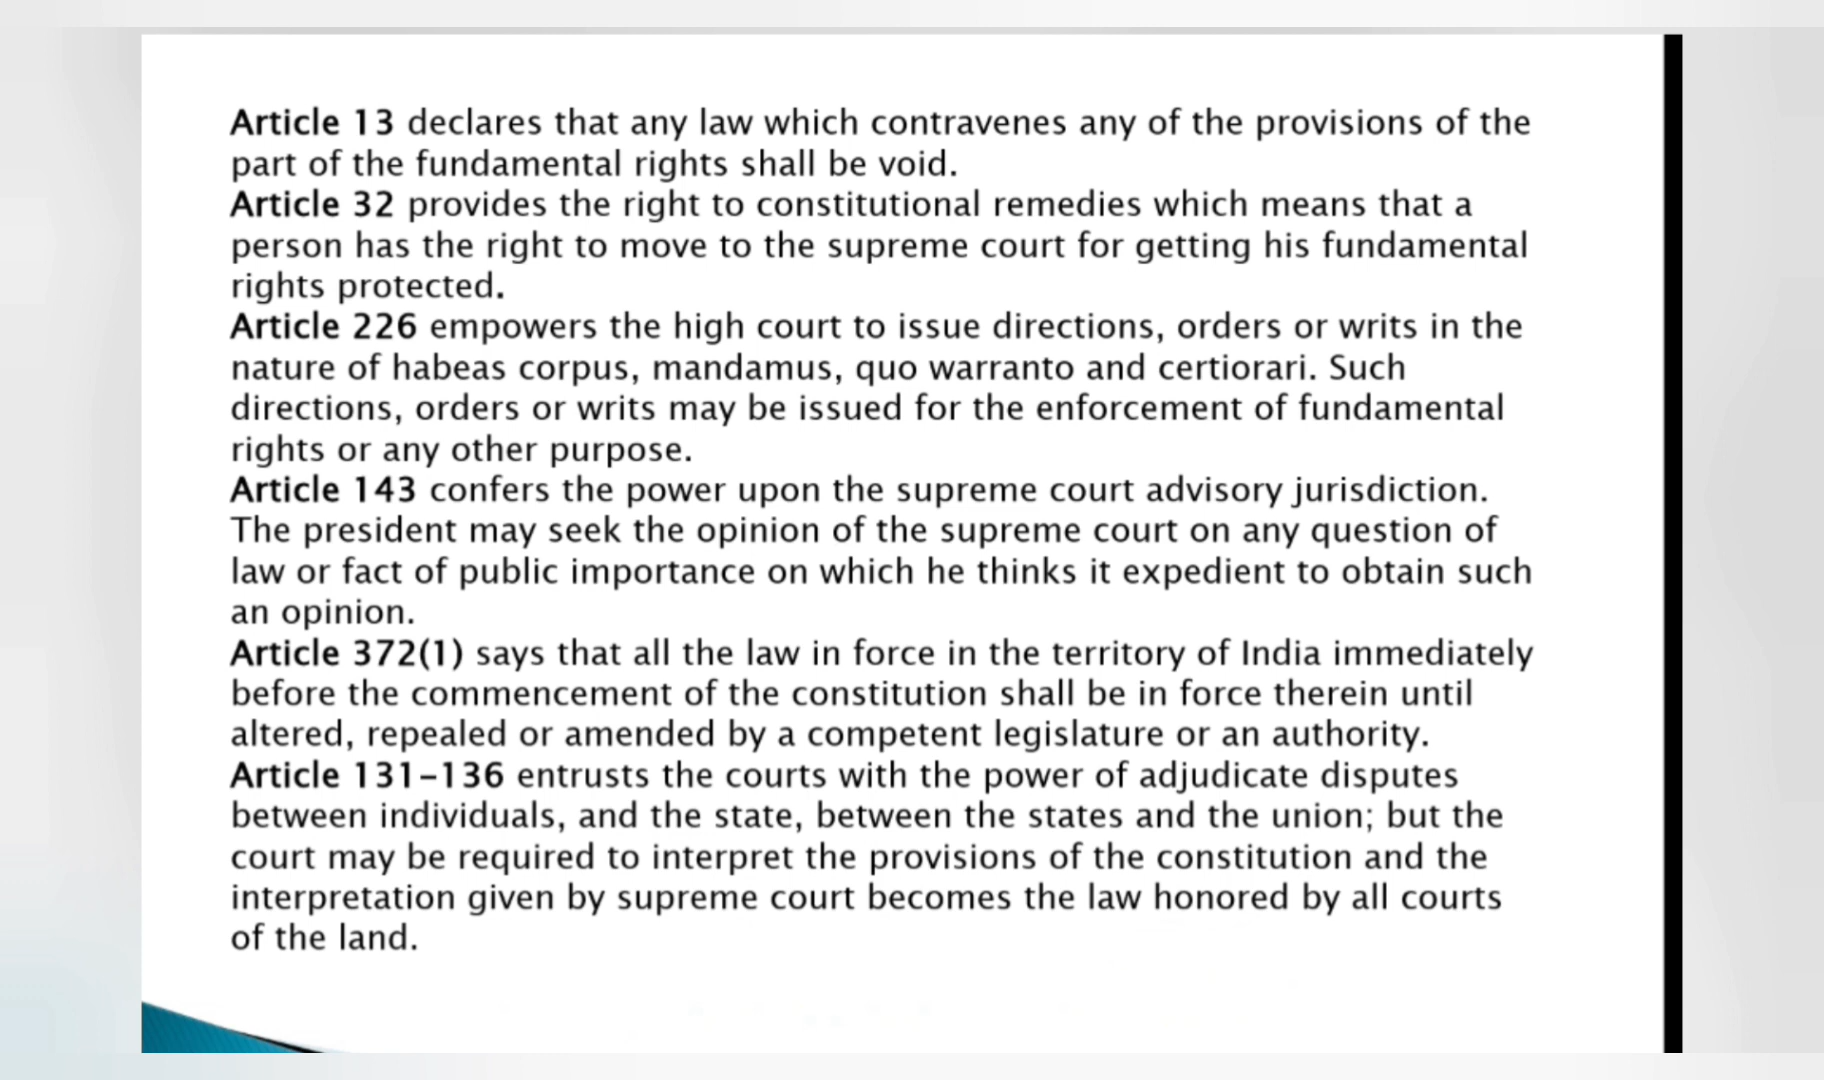 Article 13 declares that any law which contravenes any of the provisions of the
part of the fundamental rights shall be void.
Article 32 provides the right to constitutional remedies which means that a
person has the right to move to the supreme court for getting his fundamental
rights protected.
Article 226 empowers the high court to issue directions, orders or writs in the
nature of habeas corpus, mandamus, quo warranto and certiorari. Such
directions, orders or writs may be issued for the enforcement of fundamental
rights or any other purpose.
Article 143 confers the power upon the supreme court advisory jurisdiction.
The president may seek the opinion of the supreme court on any question of
law or fact of public importance on which he thinks it expedient to obtain such
an opinion.
Article 372(1) says that all the law in force in the territory of India immediately
before the commencement of the constitution shall be in force therein until
altered, repealed or amended by a competent legislature or an authority.
Article 131–136 entrusts the courts with the power of adjudicate disputes
between individuals, and the state, between the states and the union; but the
court may be required to interpret the provisions of the constitution and the
interpretation given by supreme court becomes the law honored by all courts
of the land.